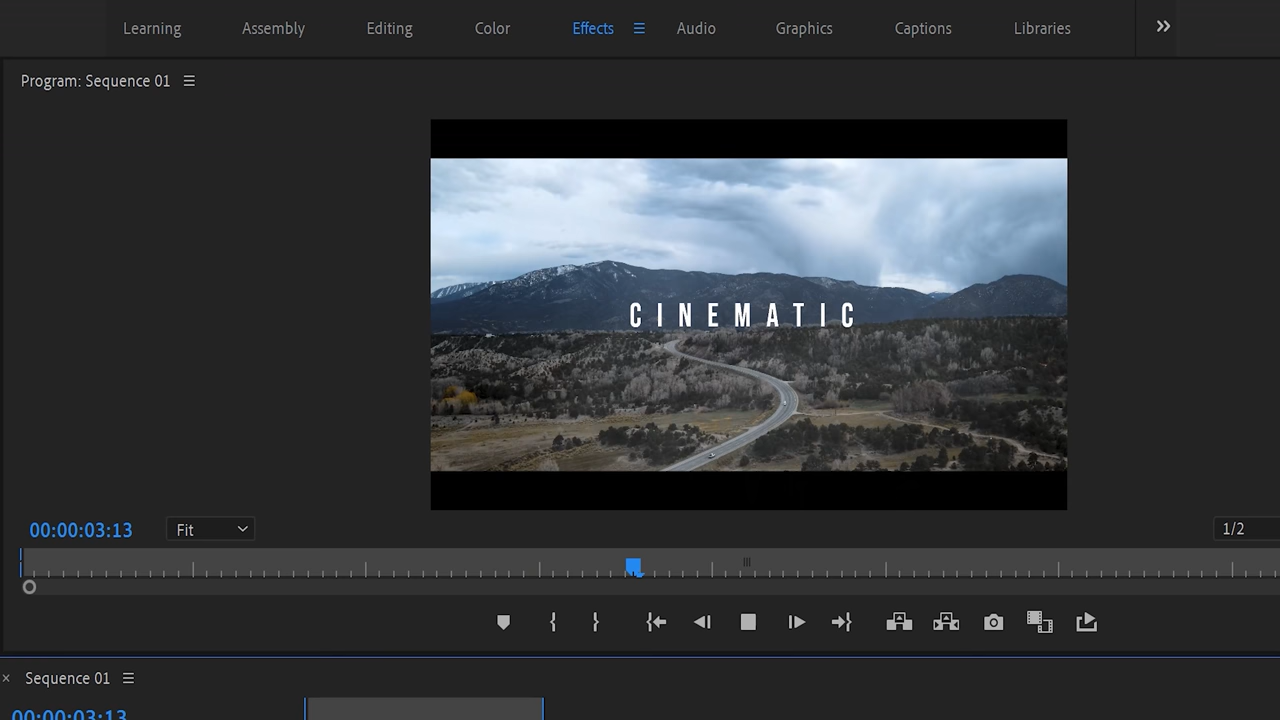 Learning Assembly Editing Color Effects Audio Graphics Captions Libraries
Program: Sequence 01
CINEMATIC
00:00:03:13 Fit 1/2
Sequence 01
00:00:03:13